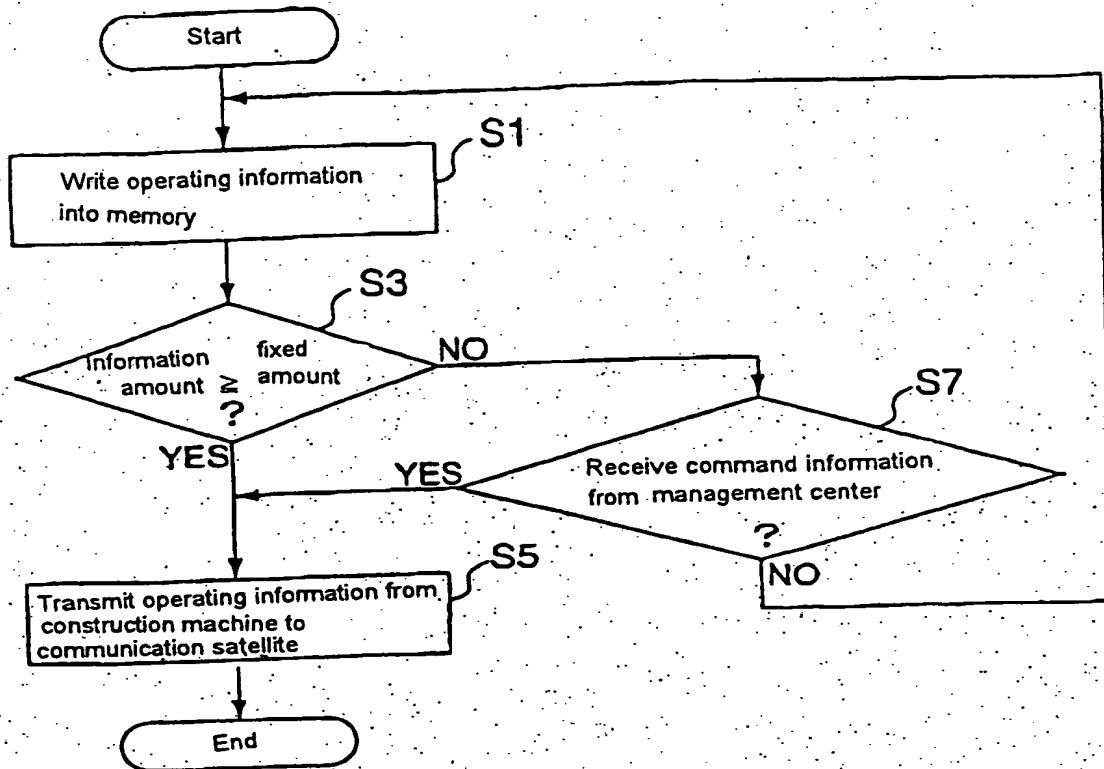 Start
S1
Write operating information
into memory
S3
Information amount ≧ fixed amount
?
NO
YES
S7
Receive command information
from management center
?
YES
NO
S5
Transmit operating information from
construction machine to
communication satellite
End